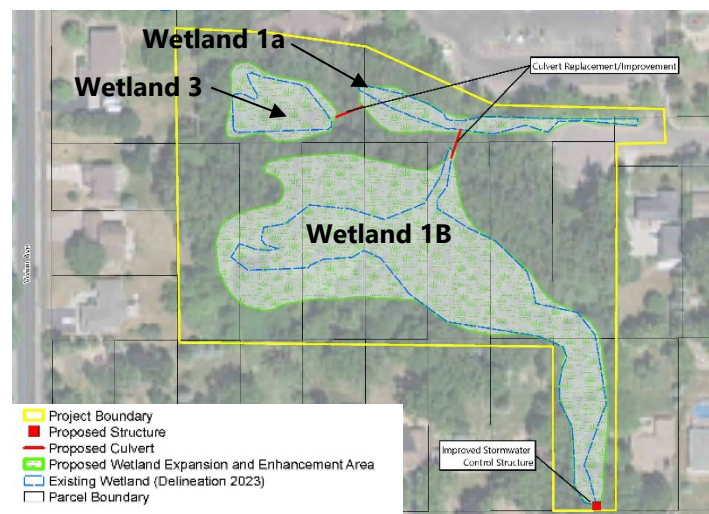 Wetland 1a
Wetland 3
Culvert Replacement/Improvement
Wetland 1B
Project Boundary
Proposed Structure
Proposed Culvert
Proposed Wetland Expansion and Enhancement Area
Existing Wetland (Delineation 2023)
Parcel Boundary
Improved Stormwater
Control Structure